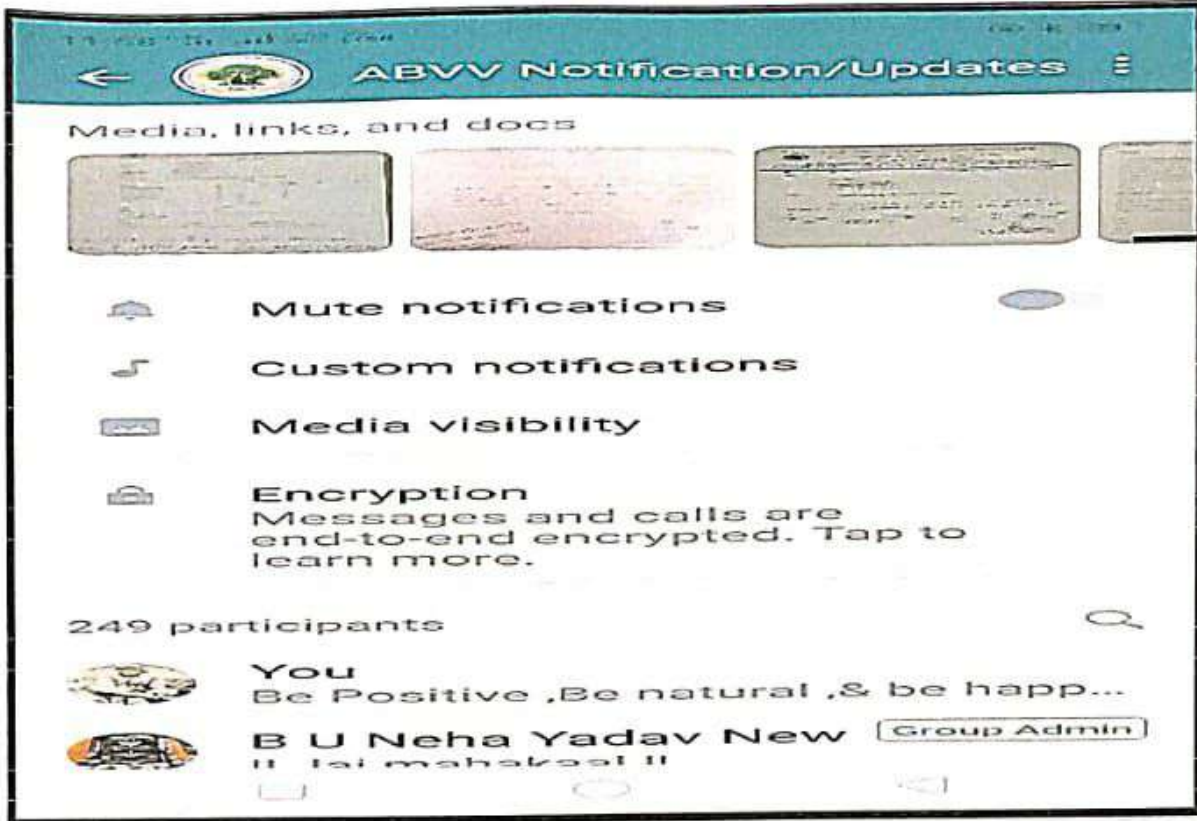 ABVV Notification/Updates
Media, links, and docs
Mute notifications
Custom notifications
Media visibility
Encryption
Messages and calls are
end-to-end encrypted. Tap to
learn more.
249 participants
You
Be Positive ,Be natural ,& be happ...
B U Neha Yadav New Group Admin
!! Jai mahakaal !!